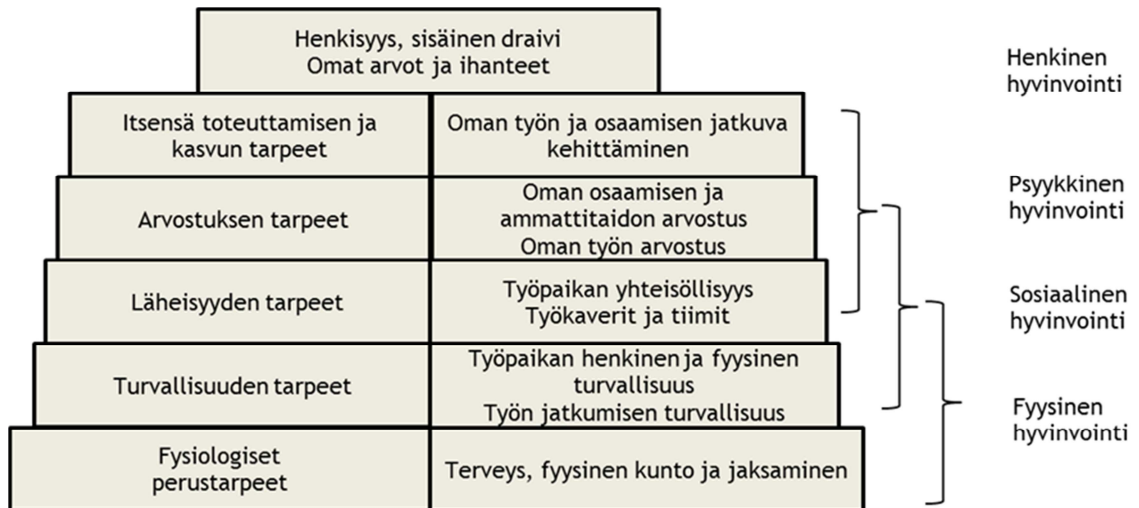 Henkisyys, sisäinen draivi
Omat arvot ja ihanteet
Henkinen
hyvinvointi
Itsensä toteuttamisen ja
kasvun tarpeet
Oman työn ja osaamisen jatkuva
kehittäminen
Psyykkinen
hyvinvointi
Arvostuksen tarpeet
Oman osaamisen ja
ammattitaidon arvostus
Oman työn arvostus
Läheisyyden tarpeet
Työpaikan yhteisöllisyys
Työkaverit ja tiimit
Sosiaalinen
hyvinvointi
Turvallisuuden tarpeet
Työpaikan henkinen ja fyysinen
turvallisuus
Työn jatkumisen turvallisuus
Fyysinen
hyvinvointi
Fysiologiset
perustarpeet
Terveys, fyysinen kunto ja jaksaminen